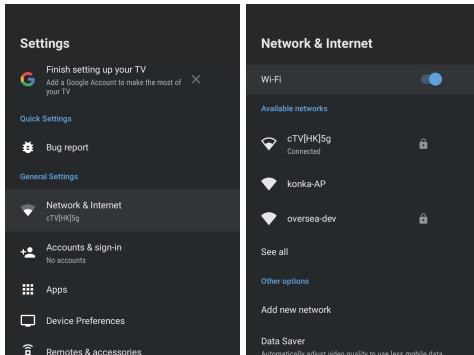 Settings
Finish setting up your TV
Add a Google Account to make the most of
your TV
Quick Settings
Bug report
General Settings
Network & Internet
cTV[HK]5g
Accounts & sign-in
No accounts
Apps
Device Preferences
Remotes & accessories
Network & Internet
Wi-Fi
Available networks
cTV[HK]5g
Connected
konka-AP
oversea-dev
See all
Other options
Add new network
Data Saver
Automatically adjust video quality to use less mobile data